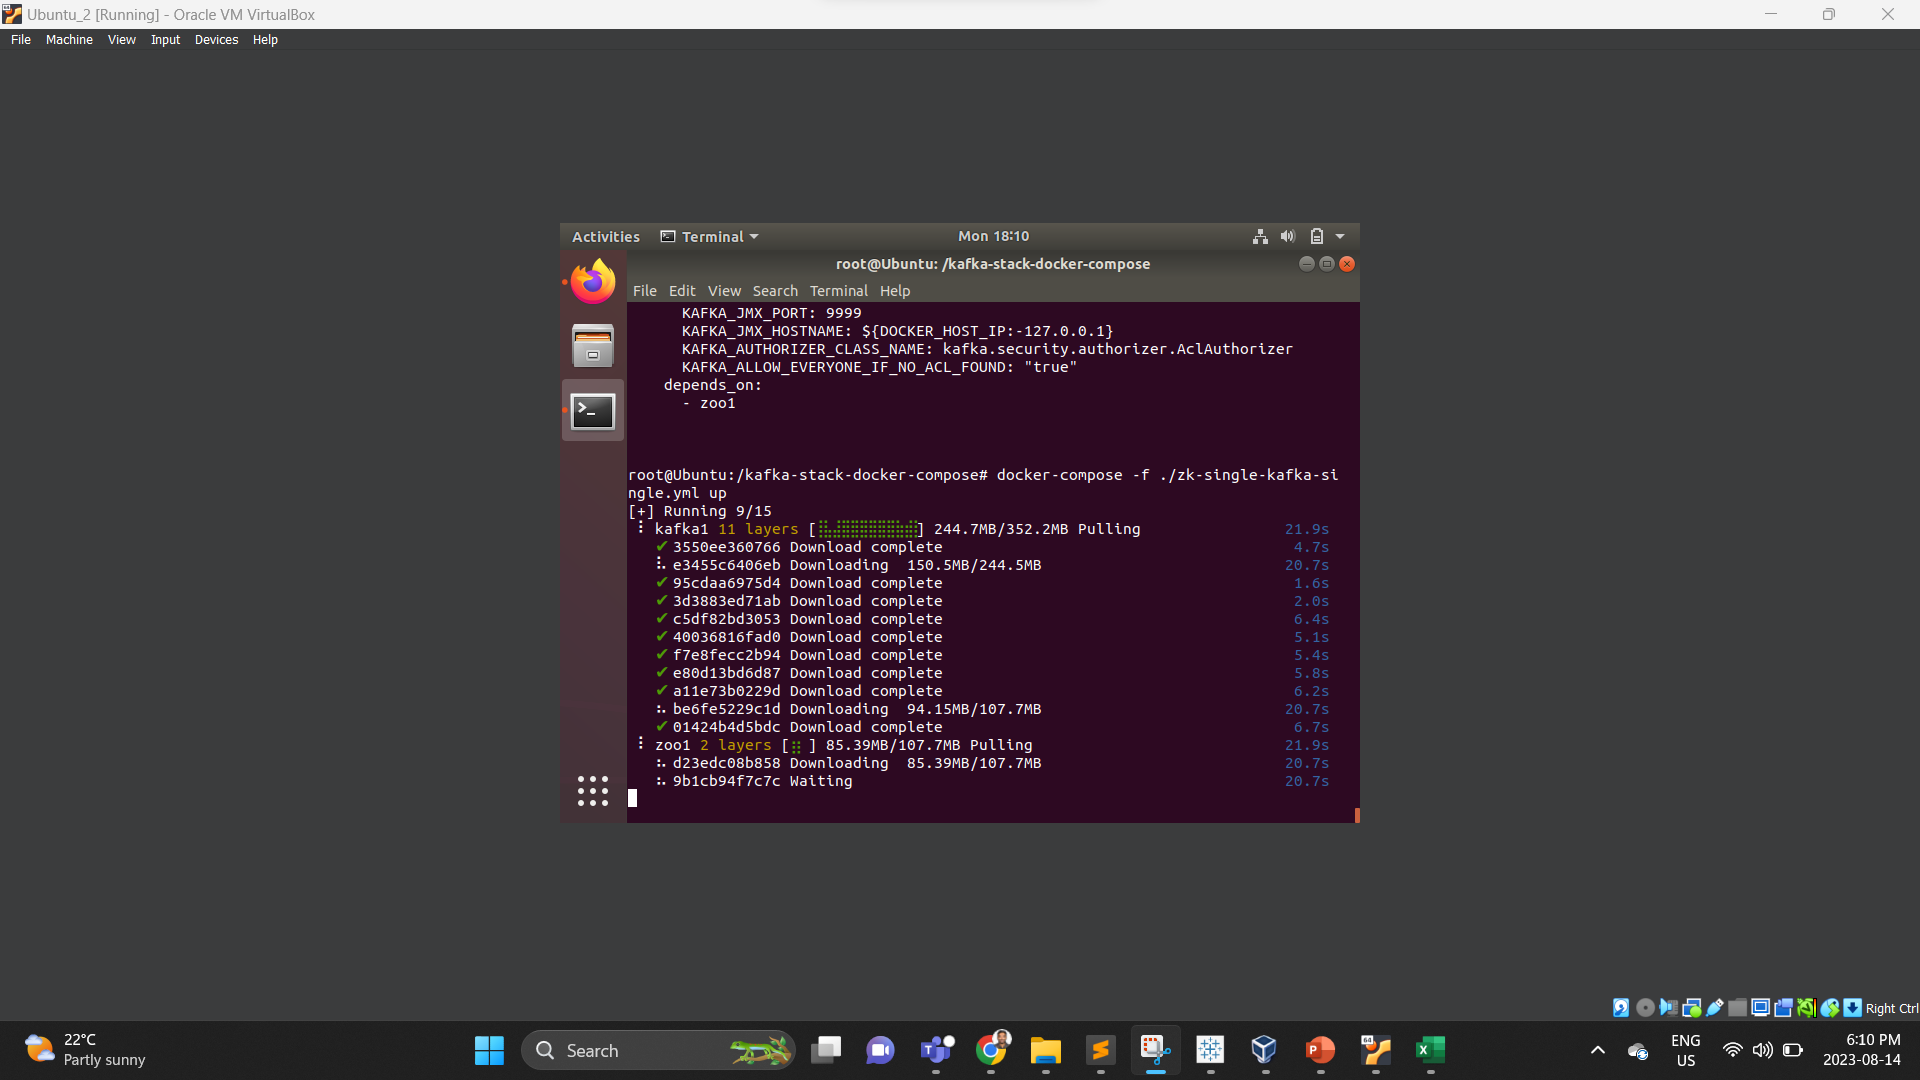 Ubuntu_2 [Running] - Oracle VM VirtualBox
File Machine View Input Devices Help
Activities Terminal Mon 18:10
root@Ubuntu: /kafka-stack-docker-compose
File Edit View Search Terminal Help
KAFKA_JMX_PORT: 9999
KAFKA_JMX_HOSTNAME: ${DOCKER_HOST_IP:-127.0.0.1}
KAFKA_AUTHORIZER_CLASS_NAME: kafka.security.authorizer.AclAuthorizer
KAFKA_ALLOW_EVERYONE_IF_NO_ACL_FOUND: "true"
depends_on:
- zoo1
root@Ubuntu:/kafka-stack-docker-compose# docker-compose -f ./zk-single-kafka-si
ngle.yml up
[+] Running 9/15
⠸ kafka1 11 layers [⣿⣤⣿⣿⣿⣿⣿⣿⣷⣾⣿] 244.7MB/352.2MB Pulling 21.9s
✔ 3550ee360766 Download complete 4.7s
⠧ e3455c6406eb Downloading 150.5MB/244.5MB 20.7s
✔ 95cdaa6975d4 Download complete 1.6s
✔ 3d3883ed71ab Download complete 2.0s
✔ c5df82bd3053 Download complete 6.4s
✔ 40036816fad0 Download complete 5.1s
✔ f7e8fecc2b94 Download complete 5.4s
✔ e80d13bd6d87 Download complete 5.8s
✔ a11e73b0229d Download complete 6.2s
⠦ be6fe5229c1d Downloading 94.15MB/107.7MB 20.7s
✔ 01424b4d5bdc Download complete 6.7s
⠸ zoo1 2 layers [⣶⠀] 85.39MB/107.7MB Pulling 21.9s
⠦ d23edc08b858 Downloading 85.39MB/107.7MB 20.7s
⠦ 9b1cb94f7c7c Waiting 20.7s
Right Ctrl
22°C
Partly sunny
Search
ENG
US
6:10 PM
2023-08-14